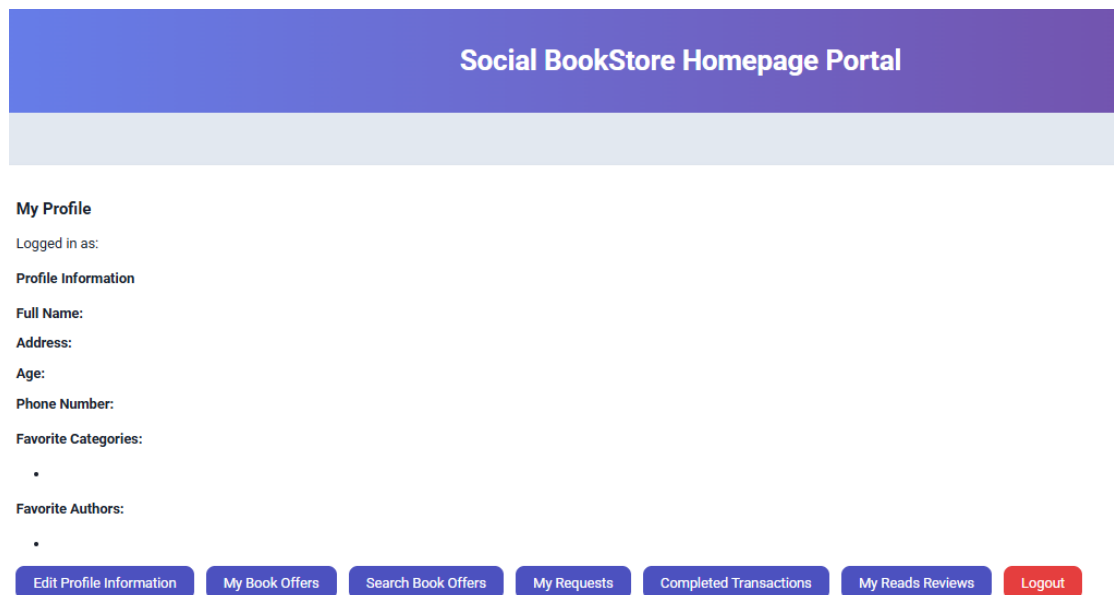 Social BookStore Homepage Portal
My Profile
Logged in as:
Profile Information
Full Name:
Address:
Age:
Phone Number:
Favorite Categories:
Favorite Authors:
Edit Profile Information My Book Offers Search Book Offers My Requests Completed Transactions My Reads Reviews Logout